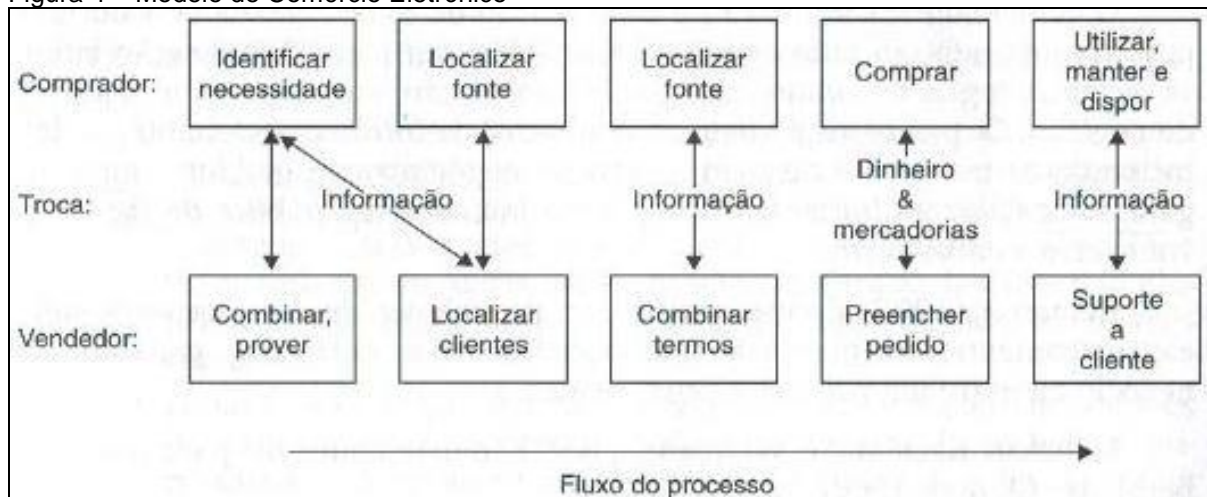 Figura 1 – Modelo de Comércio Eletrônico
Comprador:
Identificar
necessidade
Localizar
fonte
Localizar
fonte
Comprar
Utilizar,
manter e
dispor
Troca:
Informação
Informação
Dinheiro
&
mercadorias
Informação
Vendedor:
Combinar,
prover
Localizar
clientes
Combinar
termos
Preencher
pedido
Suporte
a
cliente
Fluxo do processo